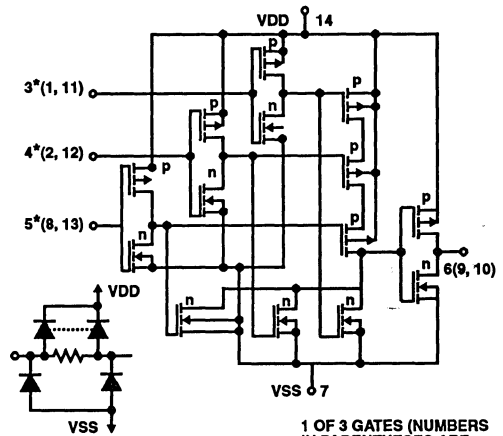 VDD 14
p
3*(1, 11)
n
p
p
4*(2, 12)
n
p
p
p
5*(8, 13)
p
n
6(9, 10)
n
VDD
n
n
n
VSS 7
VSS
1 OF 3 GATES (NUMBERS